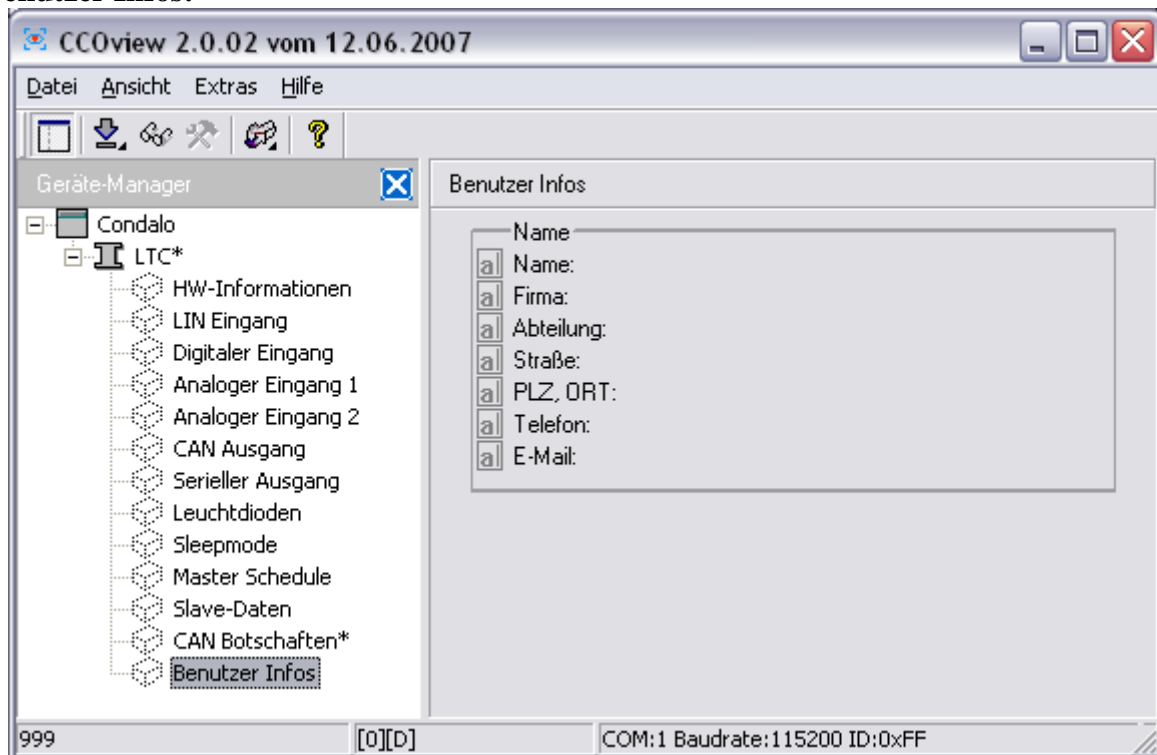 enutzer Infos.
CCOview 2.0.02 vom 12.06.2007
Datei Ansicht Extras Hilfe
Geräte-Manager
Benutzer Infos
Condalo
LTC*
HW-Informationen
LIN Eingang
Digitaler Eingang
Analoger Eingang 1
Analoger Eingang 2
CAN Ausgang
Serieller Ausgang
Leuchtdioden
Sleepmode
Master Schedule
Slave-Daten
CAN Botschaften*
Benutzer Infos
Name
Name:
Firma:
Abteilung:
Straße:
PLZ, ORT:
Telefon:
E-Mail:
999
[0][D]
COM:1 Baudrate:115200 ID:0xFF